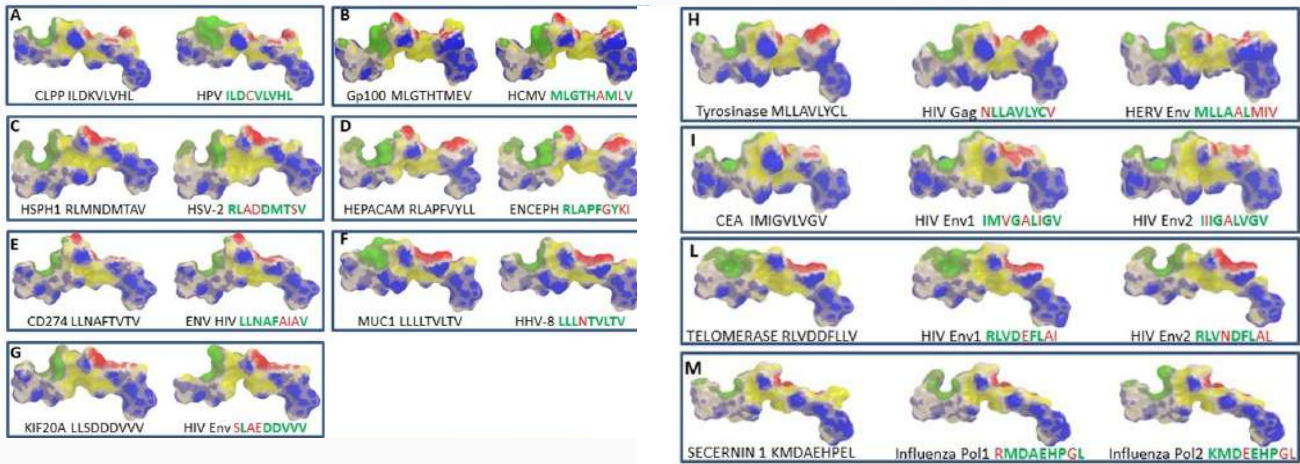 A
CLPP ILDKVLVHL
HPV ILDCVLVHL
B
Gp100 MLGTHTMEV
HCMV MLGTHAMLV
C
HSPH1 RLMNDMTAV
HSV-2 RLADDMTSV
D
HEPACAM RLAPFVYLL
ENCEPH RLAPFGYKI
E
CD274 LLNAFTVTV
ENV HIV LLNAFAIAV
F
MUC1 LLLLTVLTV
HHV-8 LLLNTVLTV
G
KIF20A LLSDDDVVV
HIV Env SLAEDDVVV
H
Tyrosinase MLLAVLYCL
HIV Gag NLLAVLYCV
HERV Env MLLAALMIV
I
CEA IMIGVLVGV
HIV Env1 IMVGALIGV
HIV Env2 IIIGALVGV
L
TELOMERASE RLVDDFLLV
HIV Env1 RLVDEFLAI
HIV Env2 RLVNDFLAL
M
SECERNIN 1 KMDAEHPEL
Influenza Pol1 RMDAEHPGL
Influenza Pol2 KMDEEHPGL